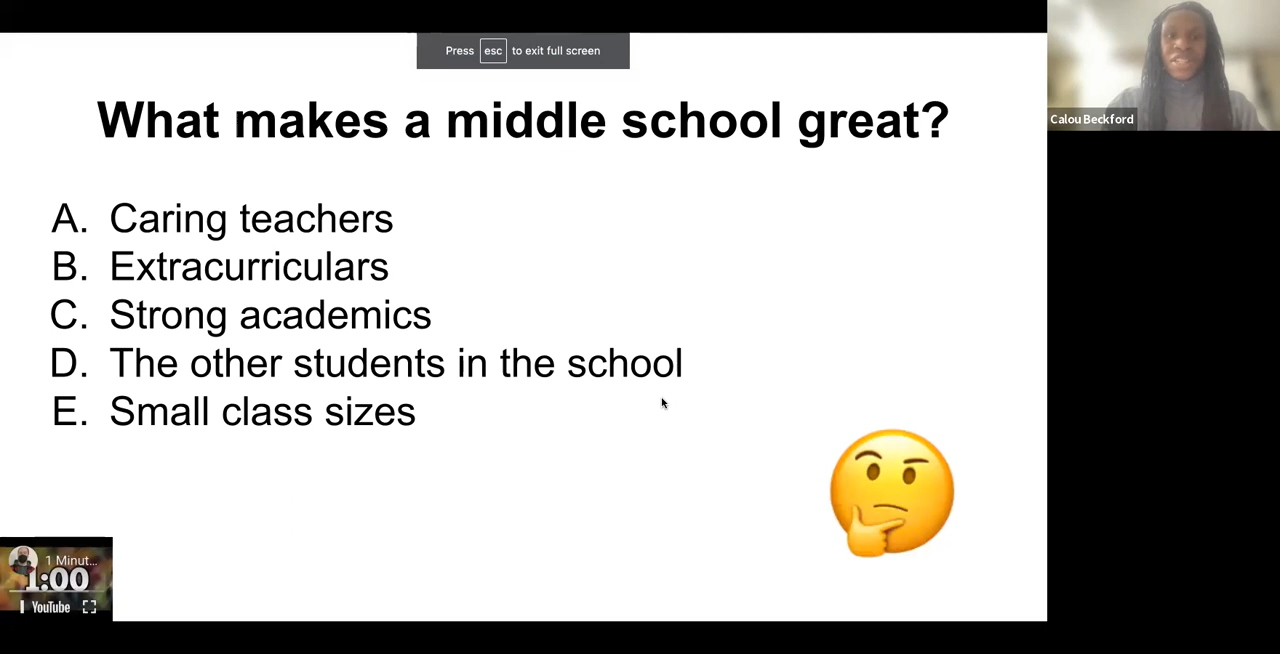 Press esc to exit full screen
What makes a middle school great?
A. Caring teachers
B. Extracurriculars
C. Strong academics
D. The other students in the school
E. Small class sizes
Calou Beckford
1 Minut...
1:00
YouTube